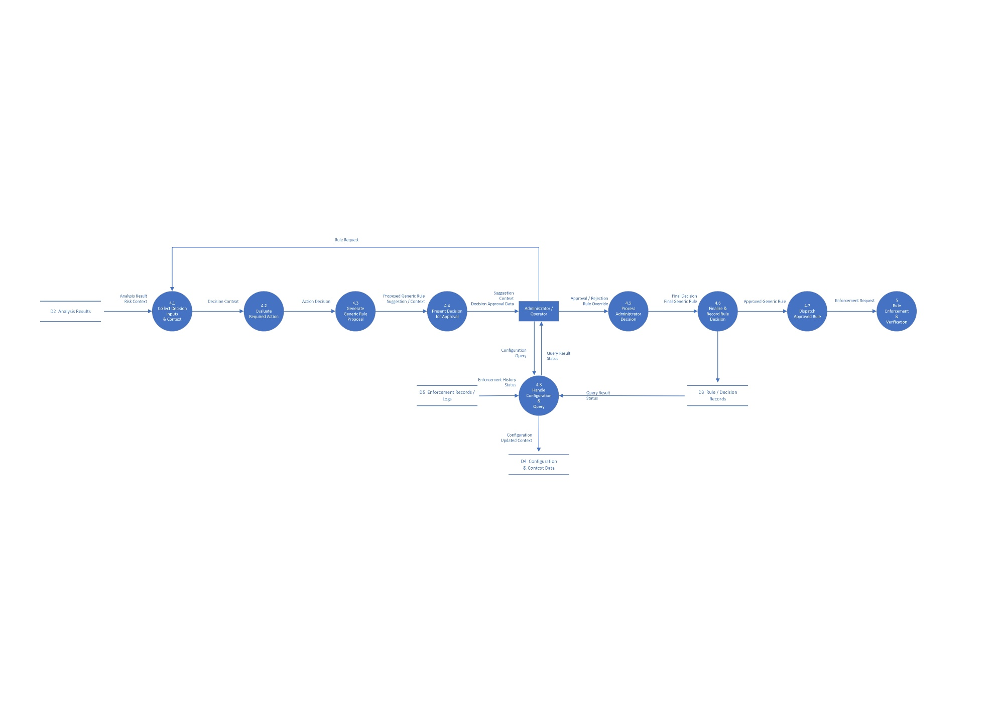 Rule Request
D2  Analysis Results
Analysis Result
Risk Context
4.1
Collect Decision
Inputs
& Context
Decision Context
4.2
Evaluate
Required Action
Action Decision
4.3
Generate
Generic Rule
Proposal
Proposed Generic Rule
Suggestion / Context
4.4
Present Decision
for Approval
Suggestion
Context
Decision Approval Data
Administrator /
Operator
Approval / Rejection
Rule Override
4.5
Process
Administrator
Decision
Final Decision
Final Generic Rule
4.6
Finalize &
Record Rule
Decision
Approved Generic Rule
4.7
Dispatch
Approved Rule
Enforcement Request
5
Rule
Enforcement
&
Verification
Configuration
Query
Query Result
Status
D5  Enforcement Records /
Logs
Enforcement History
Status
4.8
Handle
Configuration
&
Query
Query Result
Status
D3  Rule / Decision
Records
Configuration
Updated Context
D4  Configuration
& Context Data